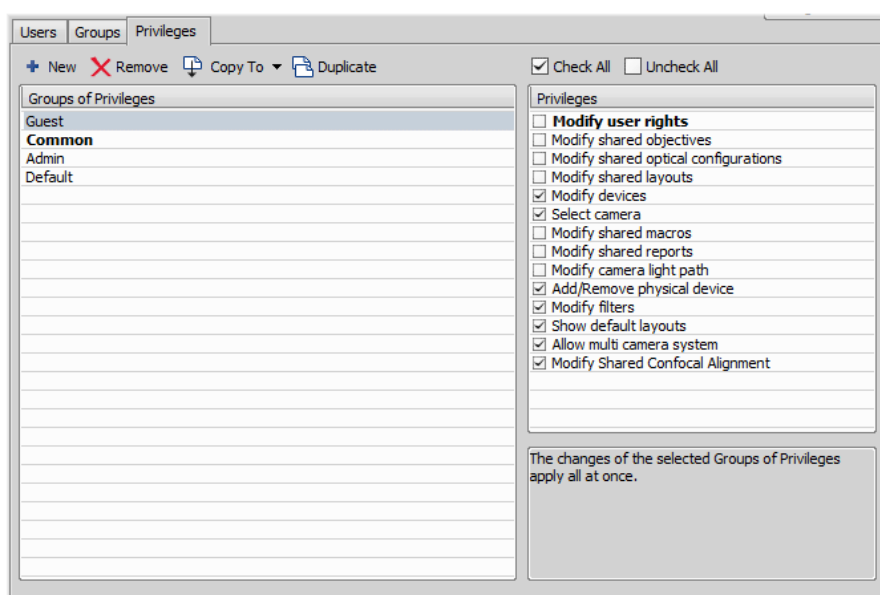 Users Groups Privileges
New Remove Copy To Duplicate
Check All Uncheck All
Groups of Privileges
Guest
Common
Admin
Default
Privileges
Modify user rights
Modify shared objectives
Modify shared optical configurations
Modify shared layouts
Modify devices
Select camera
Modify shared macros
Modify shared reports
Modify camera light path
Add/Remove physical device
Modify filters
Show default layouts
Allow multi camera system
Modify Shared Confocal Alignment
The changes of the selected Groups of Privileges
apply all at once.